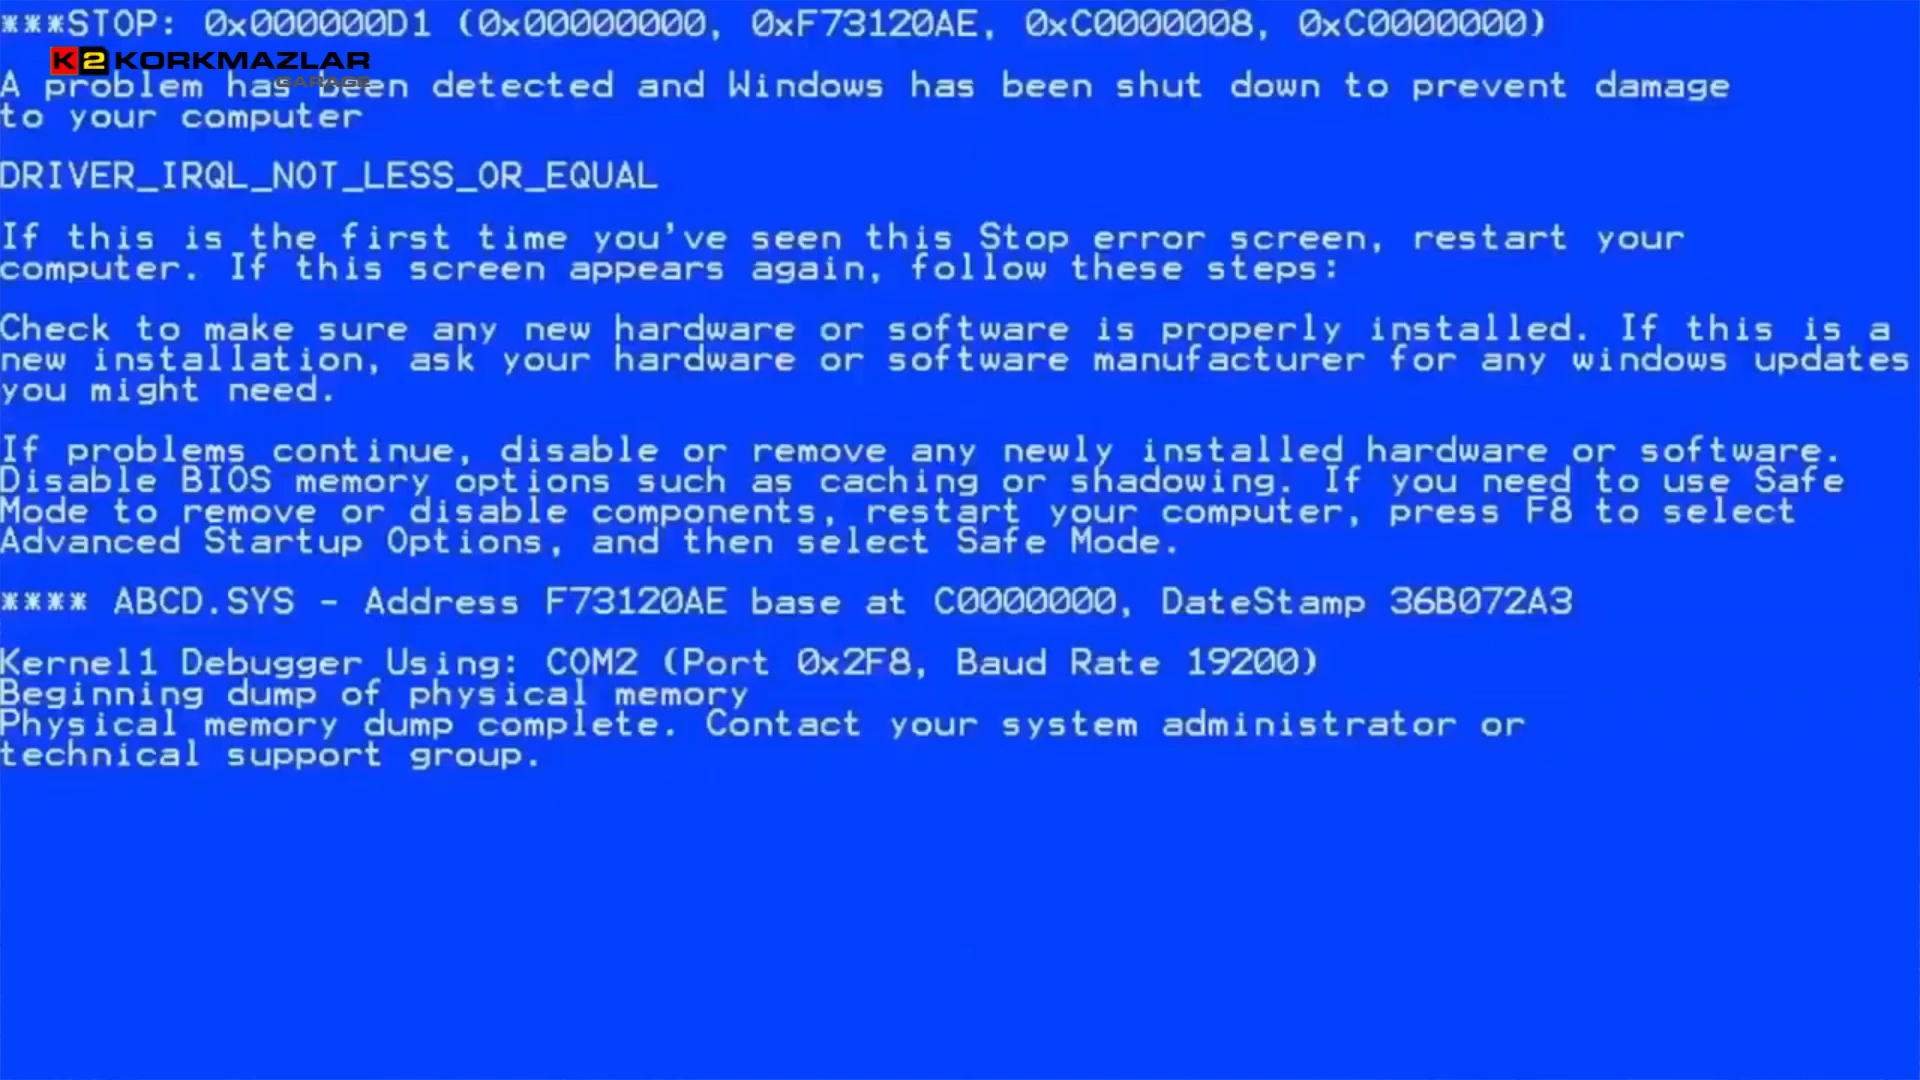 ***STOP: 0x000000D1 (0x00000000, 0xF73120AE, 0xC0000008, 0xC0000000)
K2 KORKMAZLAR
GARAGE
A problem has been detected and Windows has been shut down to prevent damage
to your computer
DRIVER_IRQL_NOT_LESS_OR_EQUAL
If this is the first time you've seen this Stop error screen, restart your
computer. If this screen appears again, follow these steps:
Check to make sure any new hardware or software is properly installed. If this is a
new installation, ask your hardware or software manufacturer for any windows updates
you might need.
If problems continue, disable or remove any newly installed hardware or software.
Disable BIOS memory options such as caching or shadowing. If you need to use Safe
Mode to remove or disable components, restart your computer, press F8 to select
Advanced Startup Options, and then select Safe Mode.
**** ABCD.SYS - Address F73120AE base at C0000000, DateStamp 36B072A3
Kernel1 Debugger Using: COM2 (Port 0x2F8, Baud Rate 19200)
Beginning dump of physical memory
Physical memory dump complete. Contact your system administrator or
technical support group.